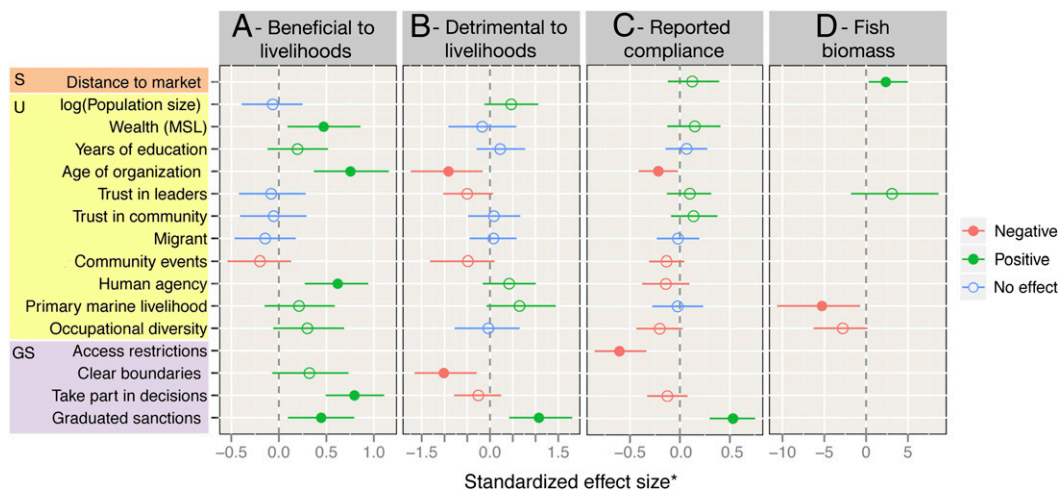 A - Beneficial to
livelihoods
B - Detrimental to
livelihoods
C - Reported
compliance
D - Fish
biomass
S
Distance to market
U
log(Population size)
Wealth (MSL)
Years of education
Age of organization
Trust in leaders
Trust in community
Migrant
Community events
Human agency
Primary marine livelihood
Occupational diversity
GS
Access restrictions
Clear boundaries
Take part in decisions
Graduated sanctions
Negative
Positive
No effect
−0.5 0.0 0.5 1.0
−1.5 0.0 0.5 1.5
−0.5 0.0 0.5
−10 −5 0 5
Standardized effect size*